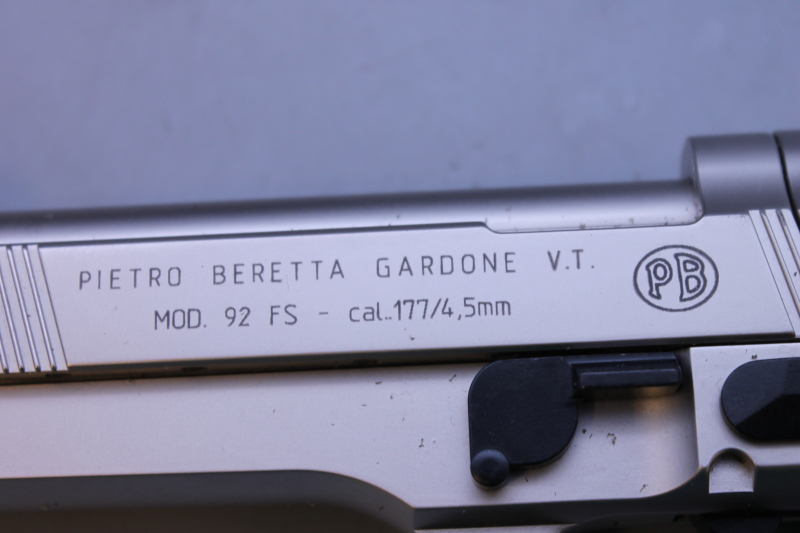 PIETRO BERETTA GARDONE V.T.
MOD. 92 FS - cal..177/4,5mm
PB